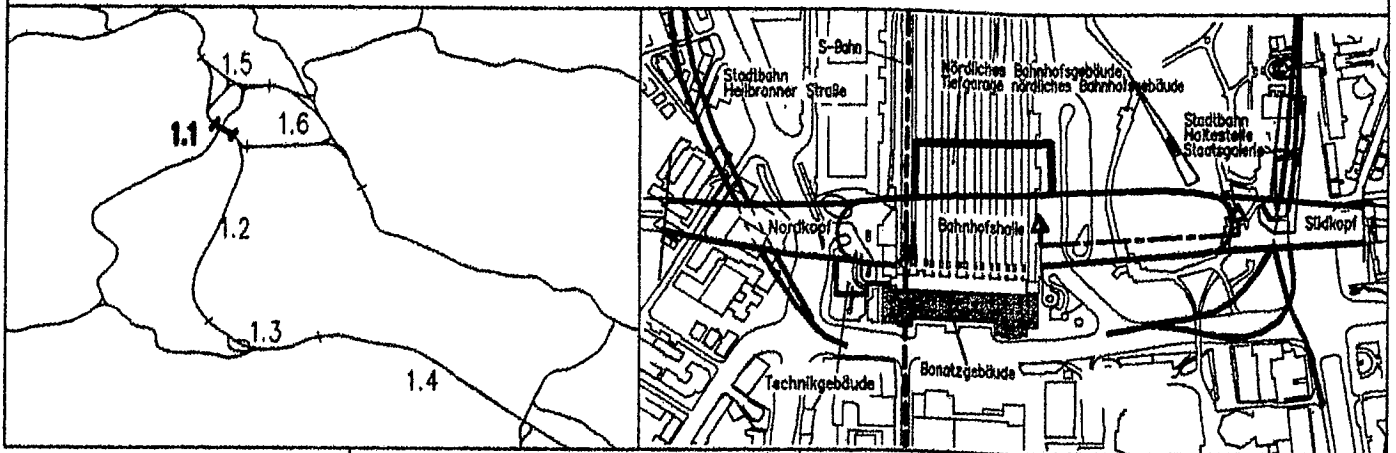 1.5
1.6
1.1
1.2
1.3
1.4
S-Bahn
Stadtbahn
Heilbronner Straße
Nördliches Bahnhofsgebäude
Tiefgarage nördliches Bahnhofsgebäude
Stadtbahn
Haltestelle
Staatsgalerie
Nordkopf
Bahnhofshalle
Südkopf
Technikgebäude
Bonatzgebäude